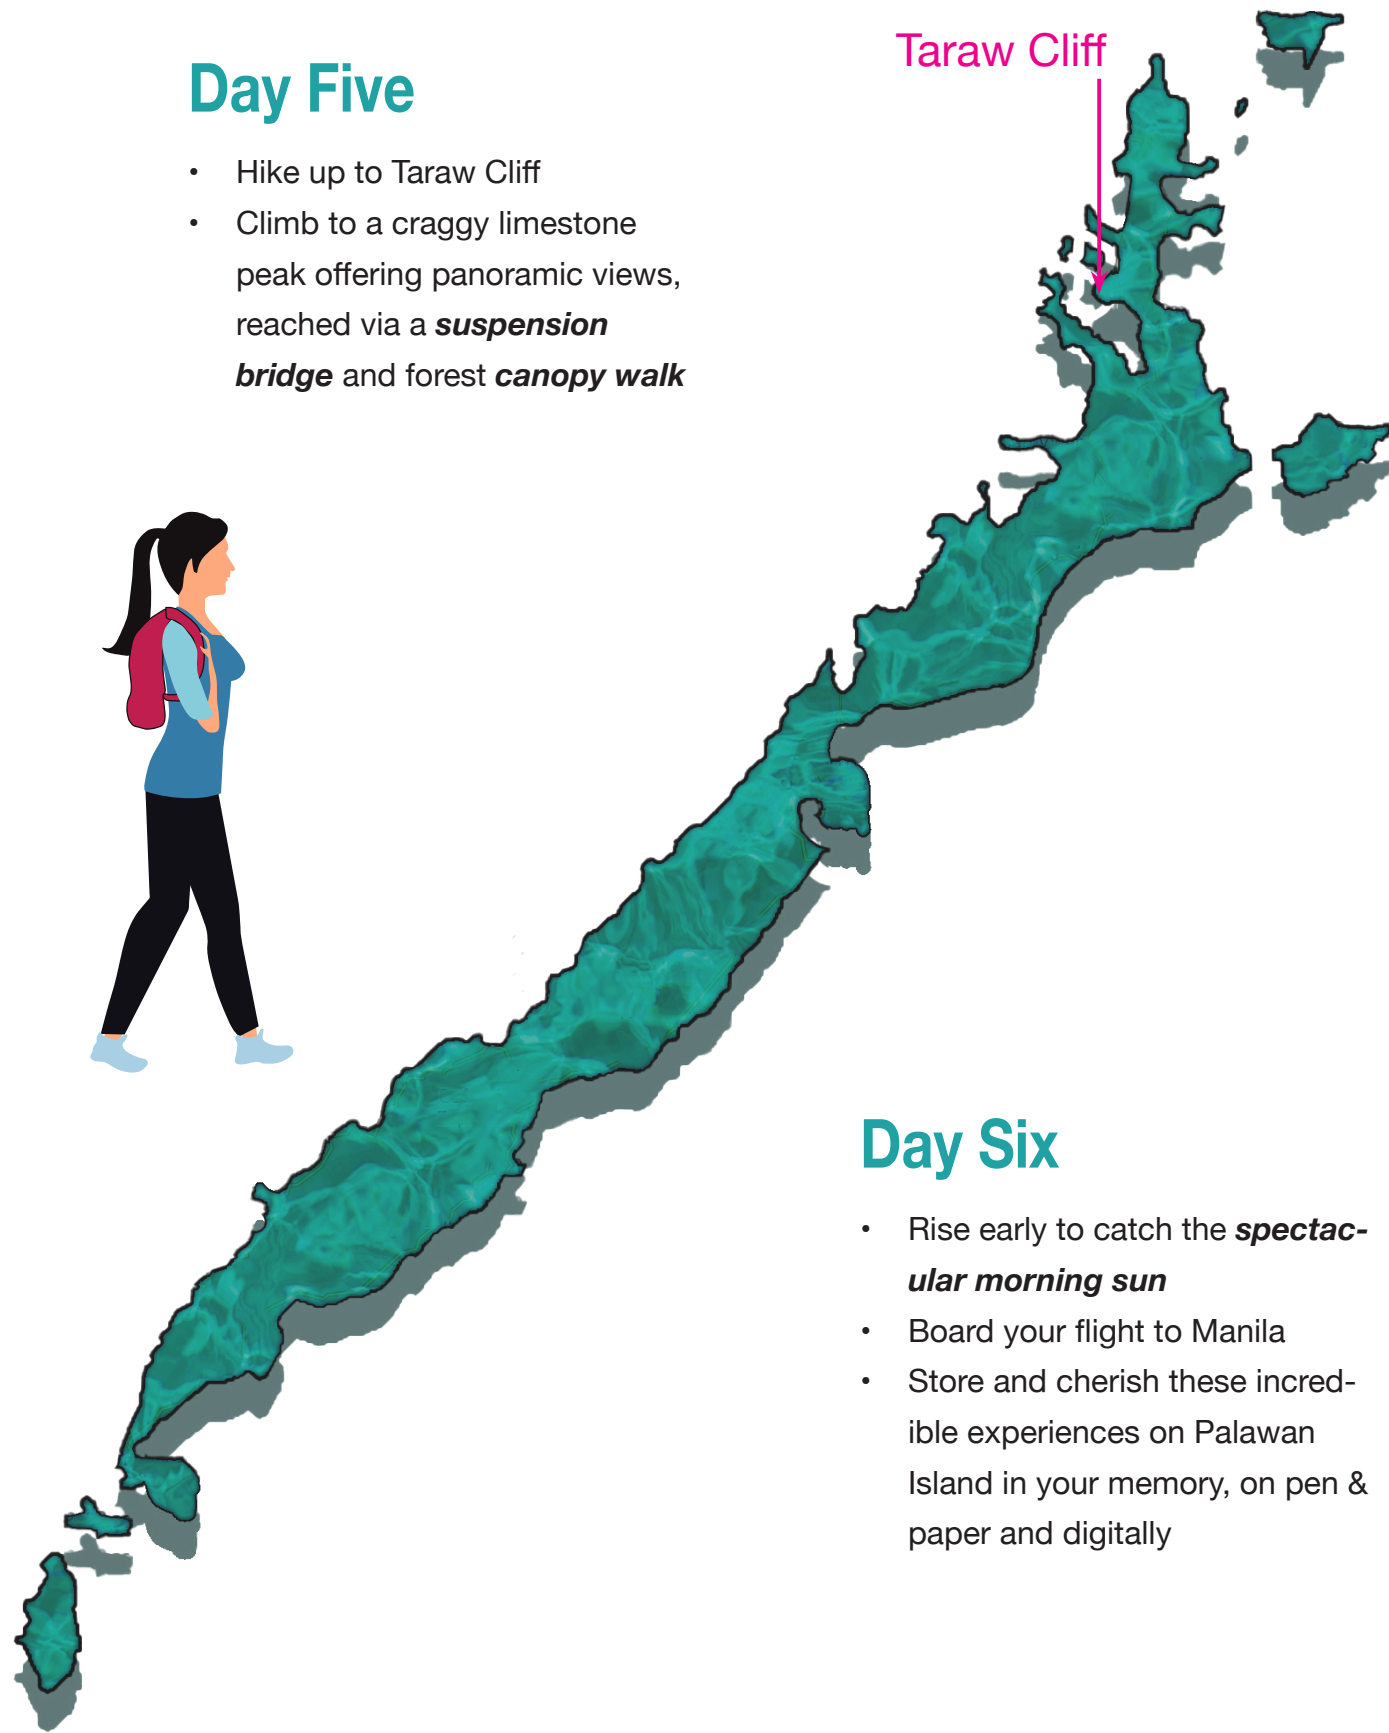 Taraw Cliff
Day Five
• Hike up to Taraw Cliff
• Climb to a craggy limestone
peak offering panoramic views,
reached via a suspension
bridge and forest canopy walk
Day Six
• Rise early to catch the spectac-
ular morning sun
• Board your flight to Manila
• Store and cherish these incred-
ible experiences on Palawan
Island in your memory, on pen &
paper and digitally